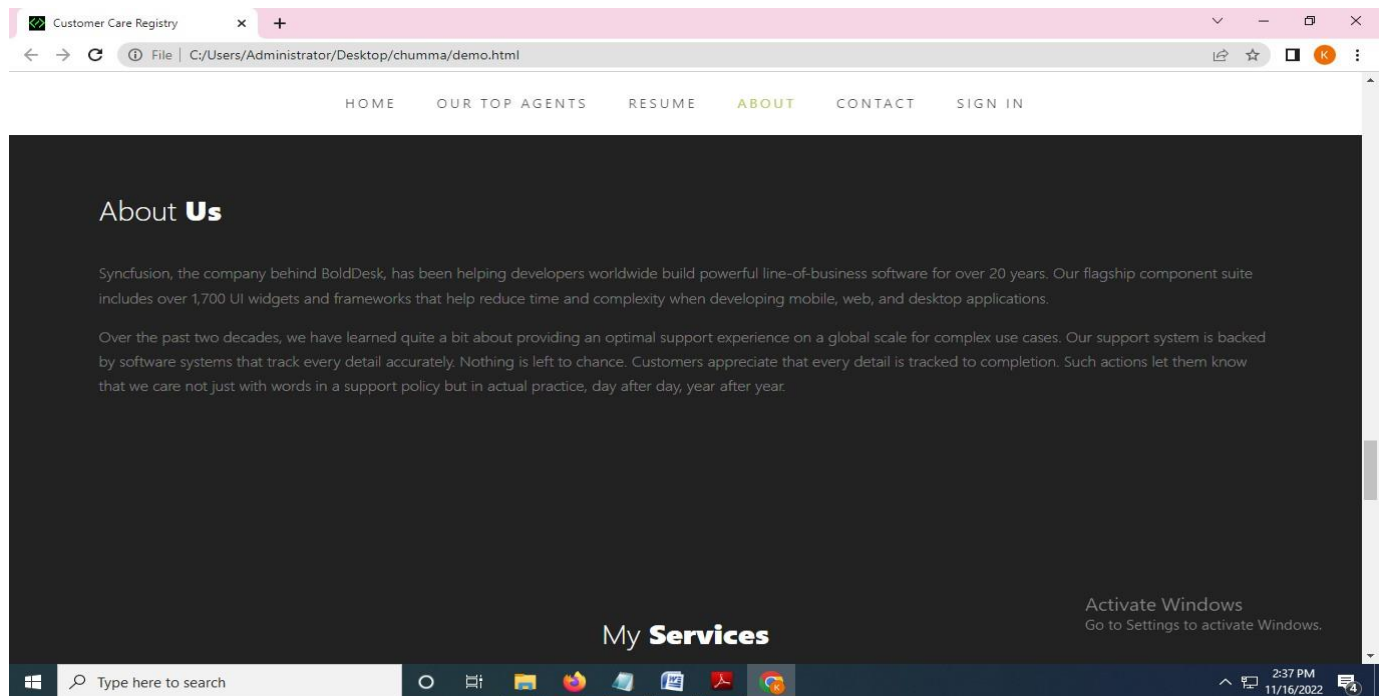 Customer Care Registry
File | C:/Users/Administrator/Desktop/chumma/demo.html
K
HOME OUR TOP AGENTS RESUME ABOUT CONTACT SIGN IN
About Us
Syncfusion, the company behind BoldDesk, has been helping developers worldwide build powerful line-of-business software for over 20 years. Our flagship component suite
includes over 1,700 UI widgets and frameworks that help reduce time and complexity when developing mobile, web, and desktop applications.
Over the past two decades, we have learned quite a bit about providing an optimal support experience on a global scale for complex use cases. Our support system is backed
by software systems that track every detail accurately. Nothing is left to chance. Customers appreciate that every detail is tracked to completion. Such actions let them know
that we care not just with words in a support policy but in actual practice, day after day, year after year.
My Services
Activate Windows
Go to Settings to activate Windows.
Type here to search
2:37 PM
11/16/2022
4